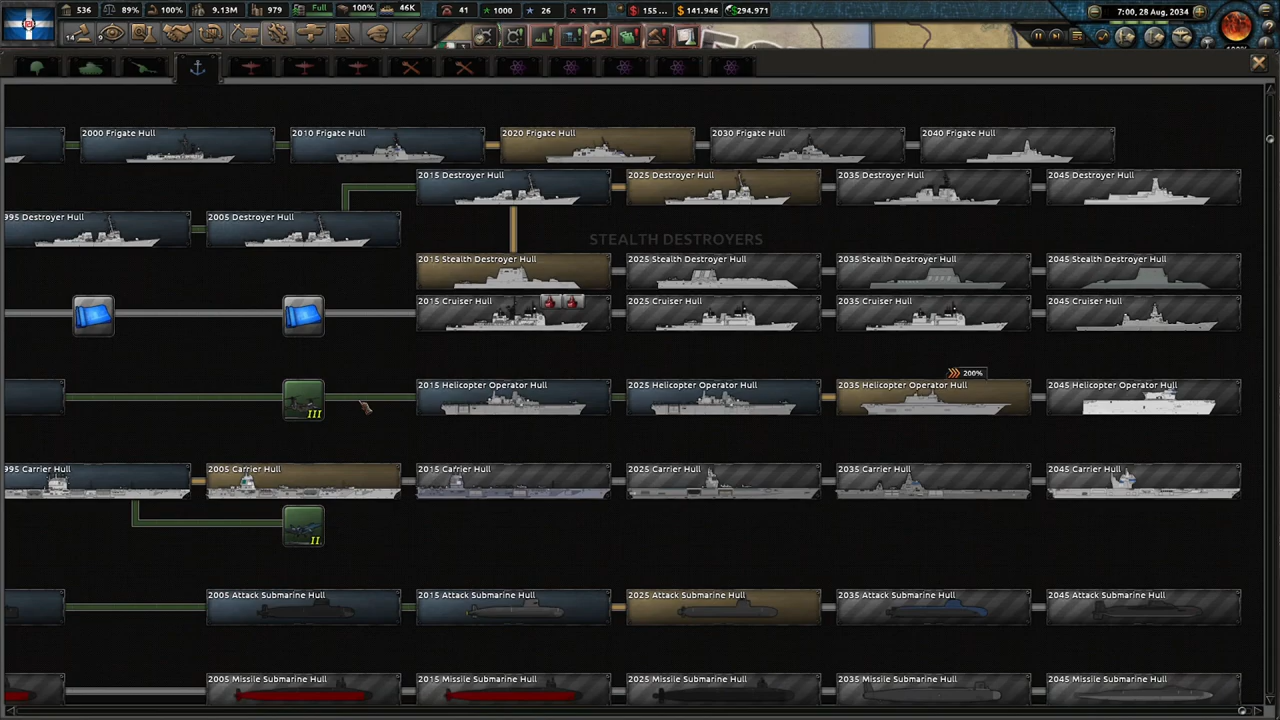 536 89% 100% 9.13M 979 Full 100% 46K 41 1000 26 171 155 ... 141,946 294,971 7:00, 28 Aug, 2034
14 9
100%
2000 Frigate Hull 2010 Frigate Hull 2020 Frigate Hull 2030 Frigate Hull 2040 Frigate Hull
2015 Destroyer Hull 2025 Destroyer Hull 2035 Destroyer Hull 2045 Destroyer Hull
995 Destroyer Hull 2005 Destroyer Hull
STEALTH DESTROYERS
2015 Stealth Destroyer Hull 2025 Stealth Destroyer Hull 2035 Stealth Destroyer Hull 2045 Stealth Destroyer Hull
2015 Cruiser Hull 2025 Cruiser Hull 2035 Cruiser Hull 2045 Cruiser Hull
200%
2015 Helicopter Operator Hull 2025 Helicopter Operator Hull 2035 Helicopter Operator Hull 2045 Helicopter Operator Hull
III
995 Carrier Hull 2005 Carrier Hull 2015 Carrier Hull 2025 Carrier Hull 2035 Carrier Hull 2045 Carrier Hull
II
2005 Attack Submarine Hull 2015 Attack Submarine Hull 2025 Attack Submarine Hull 2035 Attack Submarine Hull 2045 Attack Submarine Hull
2005 Missile Submarine Hull 2015 Missile Submarine Hull 2025 Missile Submarine Hull 2035 Missile Submarine Hull 2045 Missile Submarine Hull